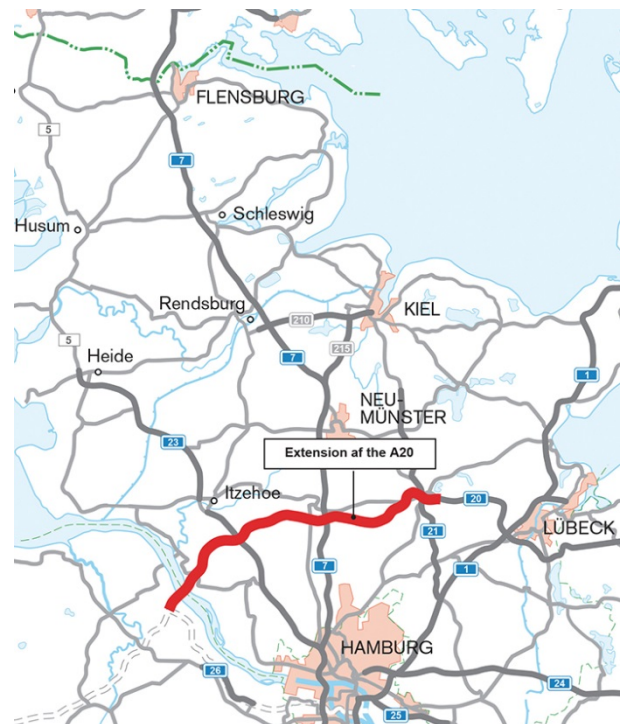 FLENSBURG
5
7
Schleswig
Husum
Rendsburg
KIEL
210
215
5
7
1
Heide
NEU-
MÜNSTER
23
Extension af the A20
Itzehoe
20
LÜBECK
21
7
1
HAMBURG
26
24
25